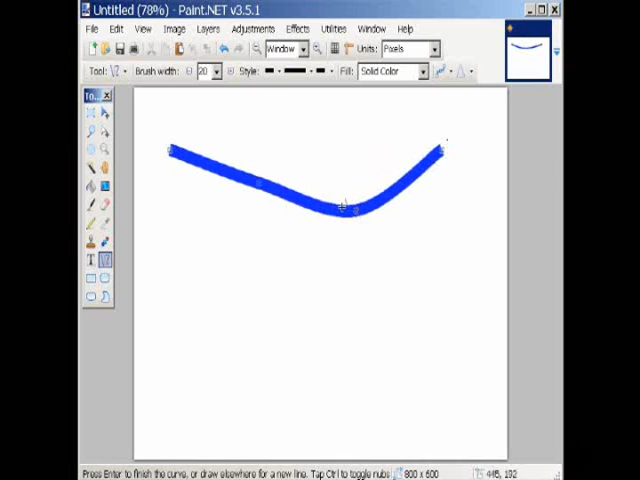 Untitled (78%) - Paint.NET v3.5.1
File Edit View Image Layers Adjustments Effects Utilities Window Help
Window Units: Pixels
Tool: Brush width: 20 Style: Fill: Solid Color
To...
T
Press Enter to finish the curve, or draw elsewhere for a new line. Tap Ctrl to toggle nubs. 800 x 600 445, 192